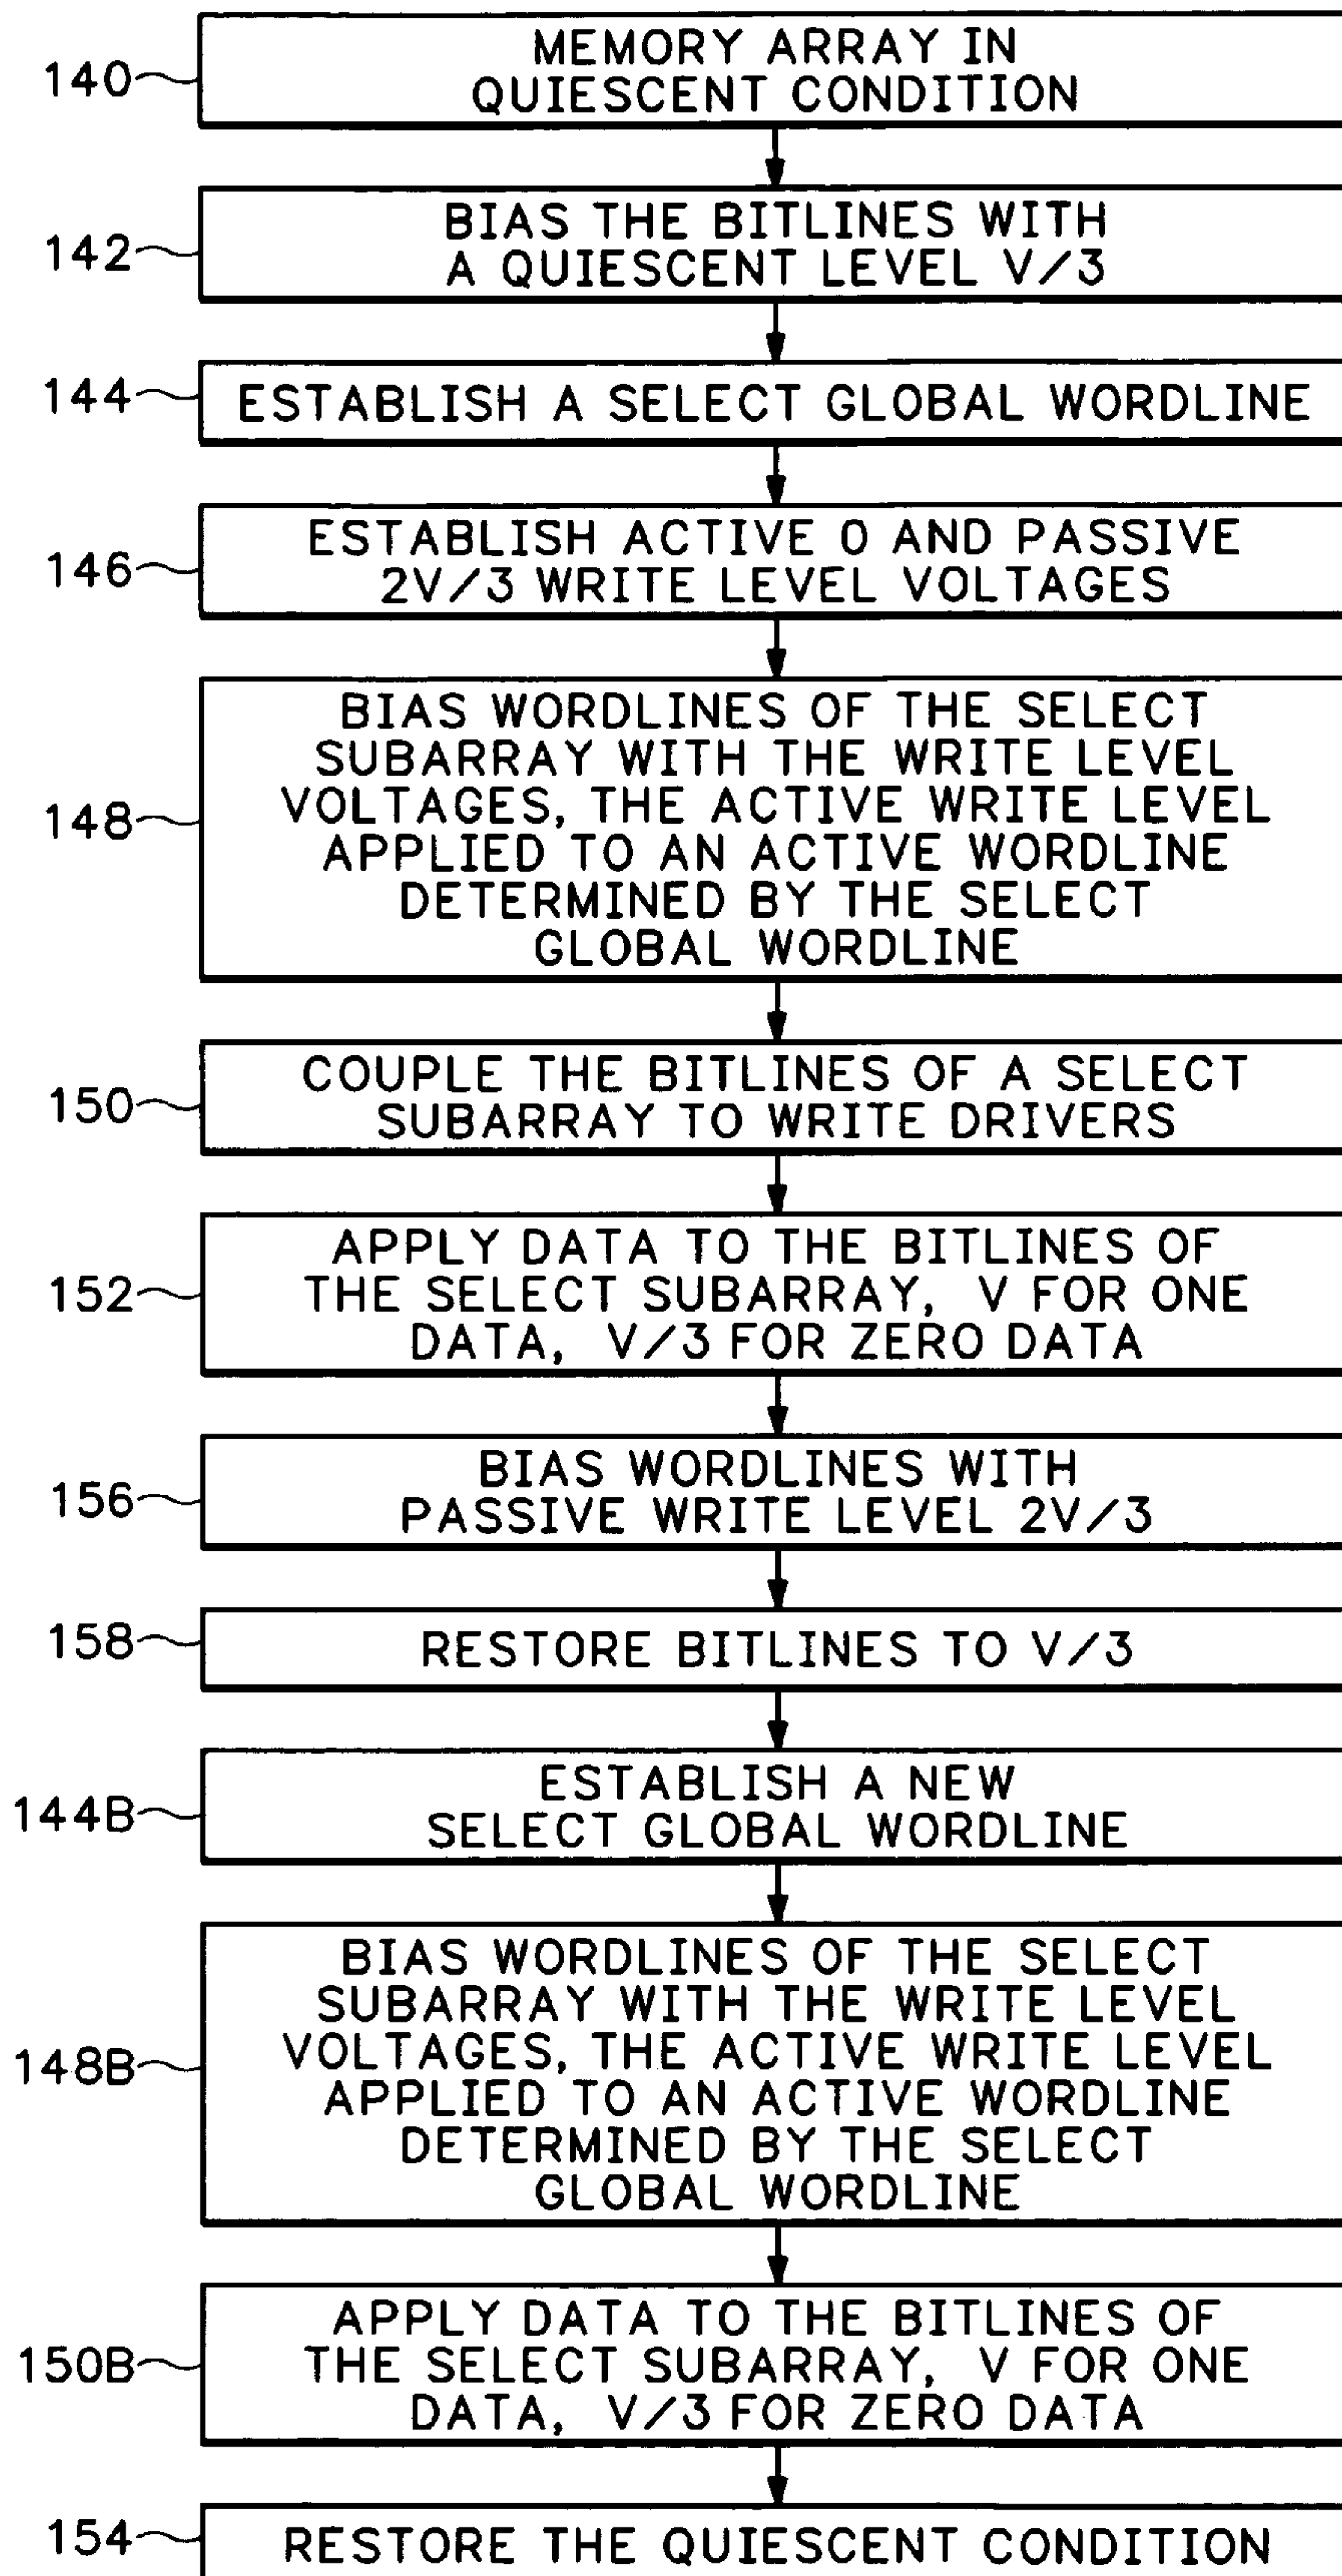 140
MEMORY ARRAY IN
QUIESCENT CONDITION
142
BIAS THE BITLINES WITH
A QUIESCENT LEVEL V/3
144
ESTABLISH A SELECT GLOBAL WORDLINE
146
ESTABLISH ACTIVE 0 AND PASSIVE
2V/3 WRITE LEVEL VOLTAGES
148
BIAS WORDLINES OF THE SELECT
SUBARRAY WITH THE WRITE LEVEL
VOLTAGES, THE ACTIVE WRITE LEVEL
APPLIED TO AN ACTIVE WORDLINE
DETERMINED BY THE SELECT
GLOBAL WORDLINE
150
COUPLE THE BITLINES OF A SELECT
SUBARRAY TO WRITE DRIVERS
152
APPLY DATA TO THE BITLINES OF
THE SELECT SUBARRAY, V FOR ONE
DATA, V/3 FOR ZERO DATA
156
BIAS WORDLINES WITH
PASSIVE WRITE LEVEL 2V/3
158
RESTORE BITLINES TO V/3
144B
ESTABLISH A NEW
SELECT GLOBAL WORDLINE
148B
BIAS WORDLINES OF THE SELECT
SUBARRAY WITH THE WRITE LEVEL
VOLTAGES, THE ACTIVE WRITE LEVEL
APPLIED TO AN ACTIVE WORDLINE
DETERMINED BY THE SELECT
GLOBAL WORDLINE
150B
APPLY DATA TO THE BITLINES OF
THE SELECT SUBARRAY, V FOR ONE
DATA, V/3 FOR ZERO DATA
154
RESTORE THE QUIESCENT CONDITION